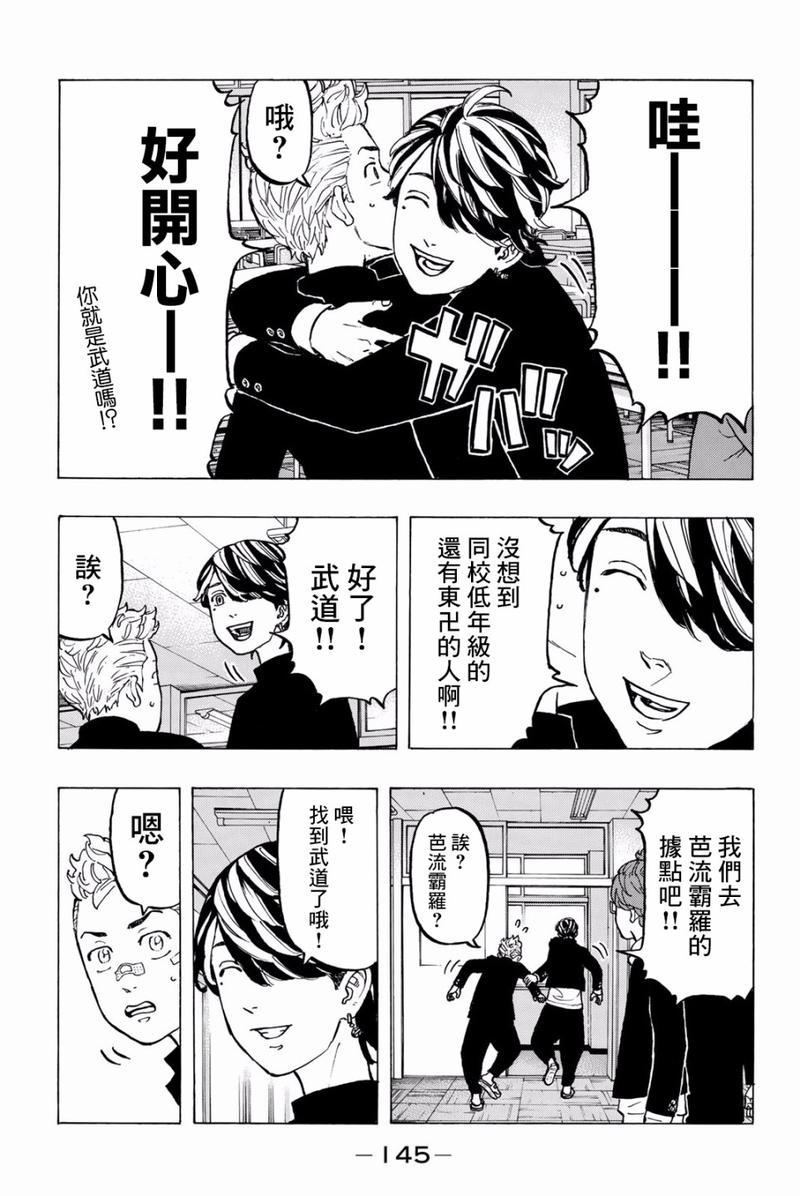 哇————!!
哦?
好開心—!!
你就是武道嗎!?
ガバッ
沒想到
同校低年級的
還有東卍的人啊!!
好了!
武道!!
誒?
我們去
芭流霸羅的
據點吧!!
誒?
芭流霸羅?
喂!
找到武道了哦!
嗯?
—145—